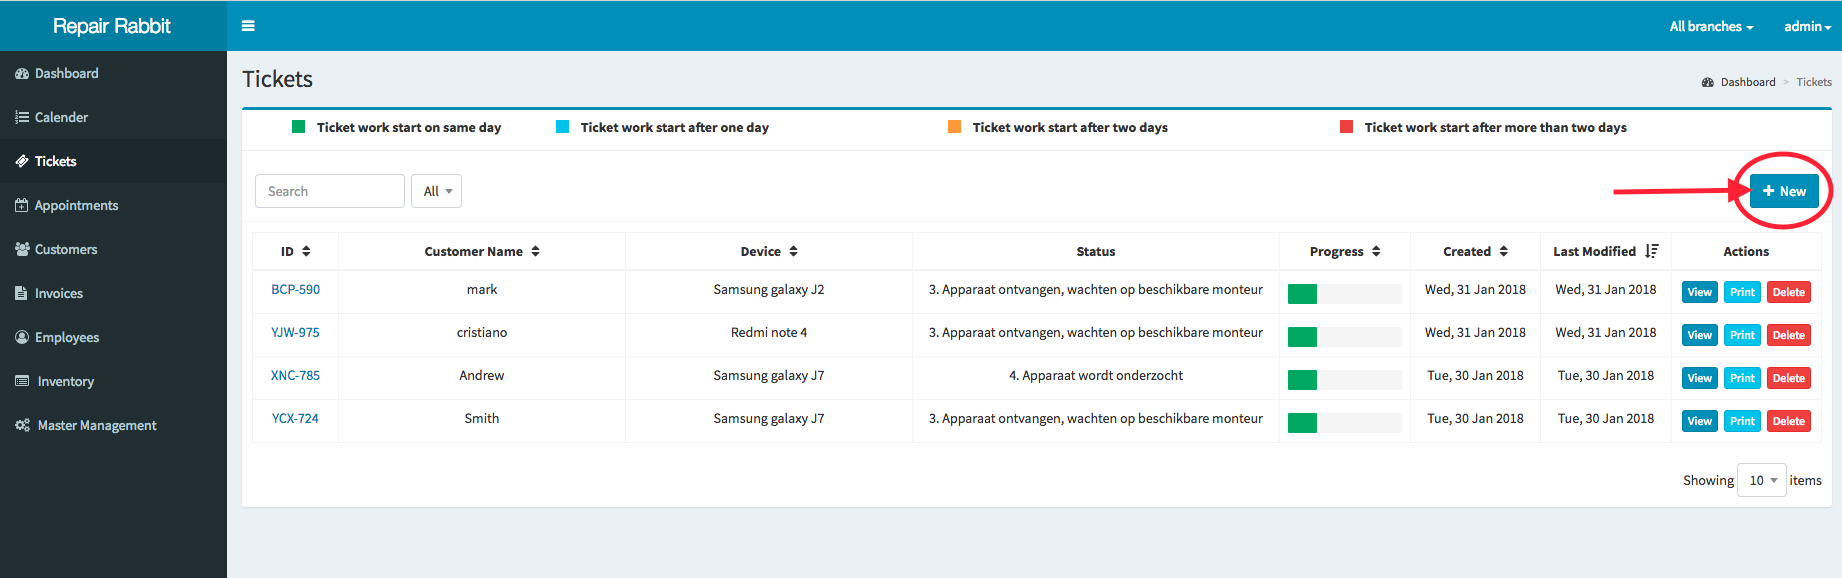 Repair Rabbit
All branches admin
Dashboard
Calender
Tickets
Appointments
Customers
Invoices
Employees
Inventory
Master Management
Tickets
Dashboard > Tickets
Ticket work start on same day Ticket work start after one day Ticket work start after two days Ticket work start after more than two days
Search All + New
ID Customer Name Device Status Progress Created Last Modified Actions
BCP-590 mark Samsung galaxy J2 3. Apparaat ontvangen, wachten op beschikbare monteur Wed, 31 Jan 2018 Wed, 31 Jan 2018 View Print Delete
YJW-975 cristiano Redmi note 4 3. Apparaat ontvangen, wachten op beschikbare monteur Wed, 31 Jan 2018 Wed, 31 Jan 2018 View Print Delete
XNC-785 Andrew Samsung galaxy J7 4. Apparaat wordt onderzocht Tue, 30 Jan 2018 Tue, 30 Jan 2018 View Print Delete
YCX-724 Smith Samsung galaxy J7 3. Apparaat ontvangen, wachten op beschikbare monteur Tue, 30 Jan 2018 Tue, 30 Jan 2018 View Print Delete
Showing 10 items